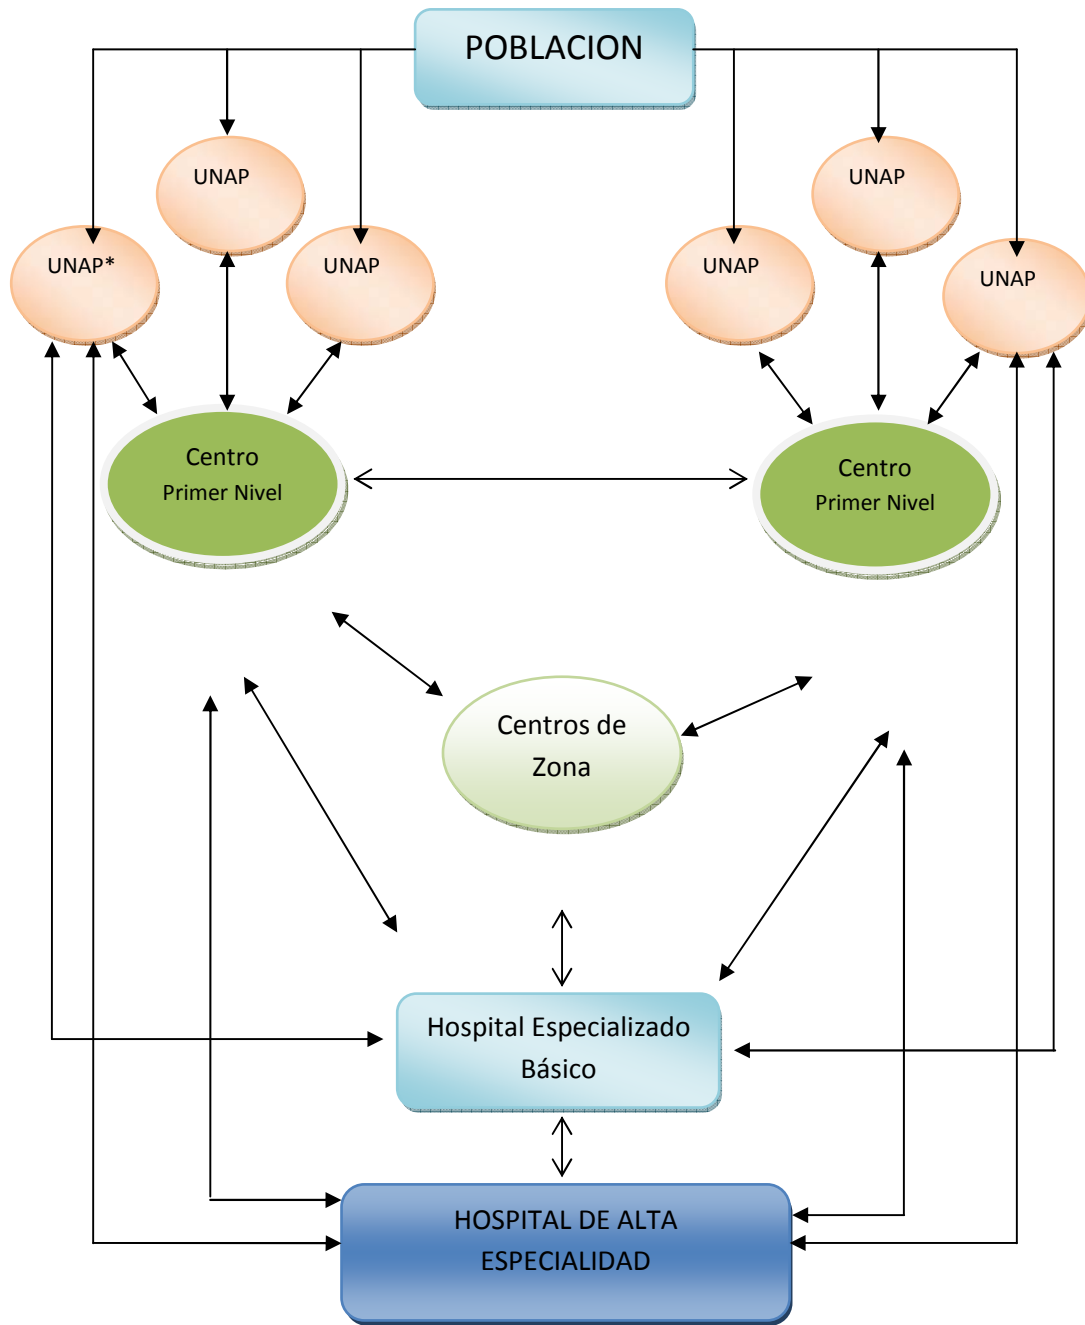 POBLACION
UNAP
UNAP
UNAP*
UNAP
UNAP
UNAP
Centro
Primer Nivel
Centro
Primer Nivel
Centros de
Zona
Hospital Especializado
Básico
HOSPITAL DE ALTA
ESPECIALIDAD